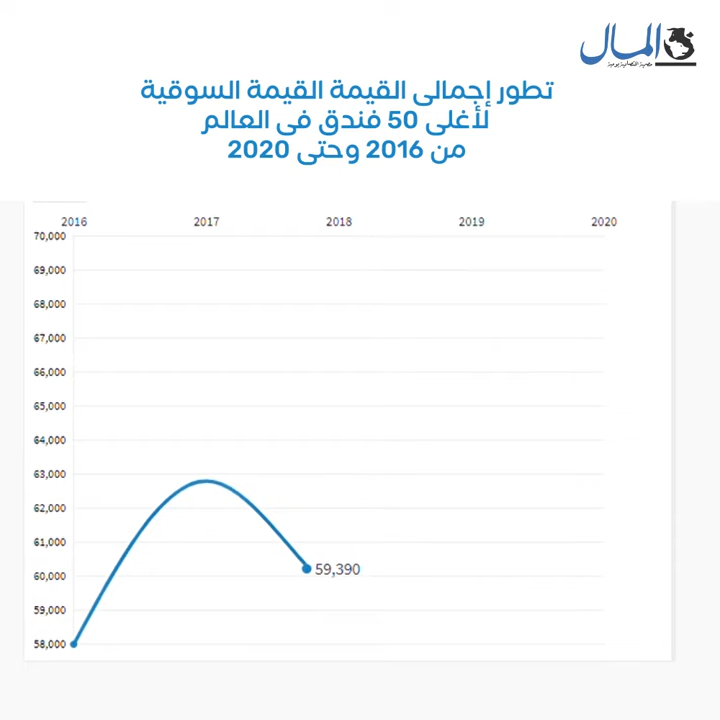 المال
تطور إجمالى القيمة القيمة السوقية
لأغلى 50 فندق فى العالم
من 2016 وحتى 2020
2016 2017 2018 2019 2020
70,000
69,000
68,000
67,000
66,000
65,000
64,000
63,000
62,000
61,000
60,000
59,390
59,000
58,000